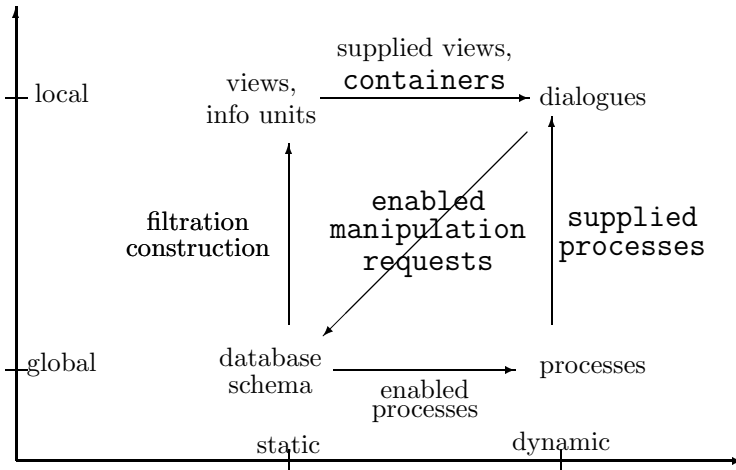 supplied views,
containers
views,
info units
local
dialogues
enabled
manipulation
requests
filtration
construction
supplied
processes
global
database
schema
processes
enabled
processes
static
dynamic